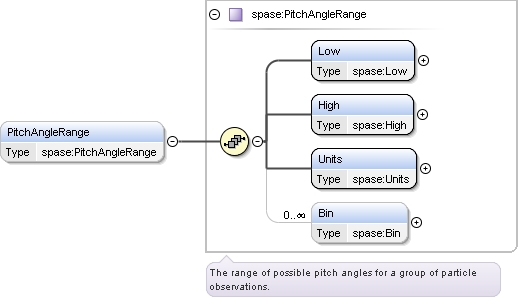 spase:PitchAngleRange
Low
Type spase:Low
High
Type spase:High
PitchAngleRange
Type spase:PitchAngleRange
Units
Type spase:Units
0..∞
Bin
Type spase:Bin
The range of possible pitch angles for a group of particle
observations.